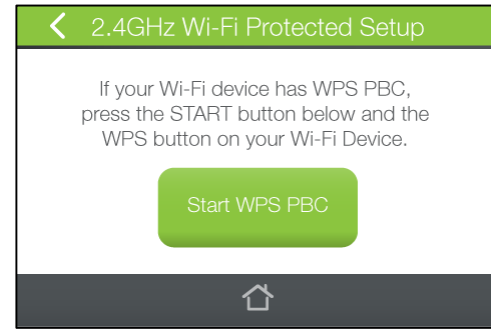 2.4GHz Wi-Fi Protected Setup
If your Wi-Fi device has WPS PBC,
press the START button below and the
WPS button on your Wi-Fi Device.
Start WPS PBC